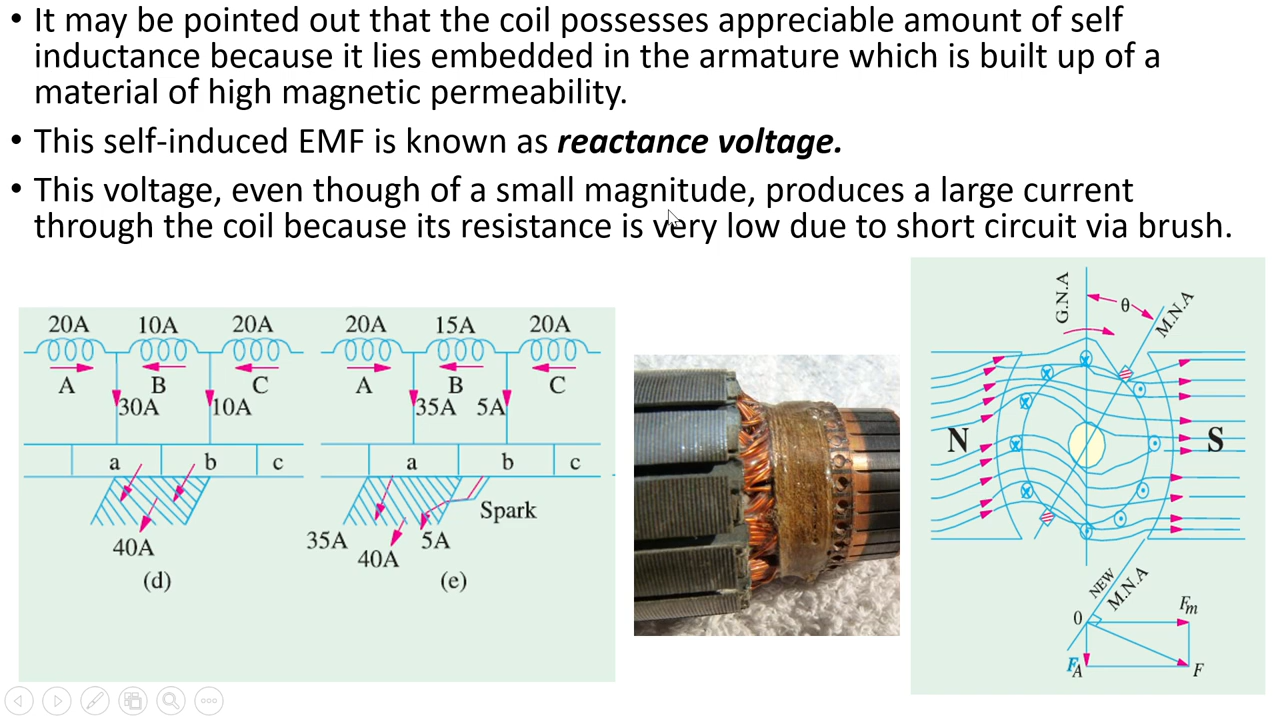 • It may be pointed out that the coil possesses appreciable amount of self
inductance because it lies embedded in the armature which is built up of a
material of high magnetic permeability.
• This self-induced EMF is known as reactance voltage.
• This voltage, even though of a small magnitude, produces a large current
through the coil because its resistance is very low due to short circuit via brush.
20A 10A 20A
A B C
30A 10A
a b c
40A
(d)
20A 15A 20A
A B C
35A 5A
a b c
Spark
35A 40A 5A
(e)
G.N.A
θ
M.N.A
N S
NEW
M.N.A
0
Fm
FA
F